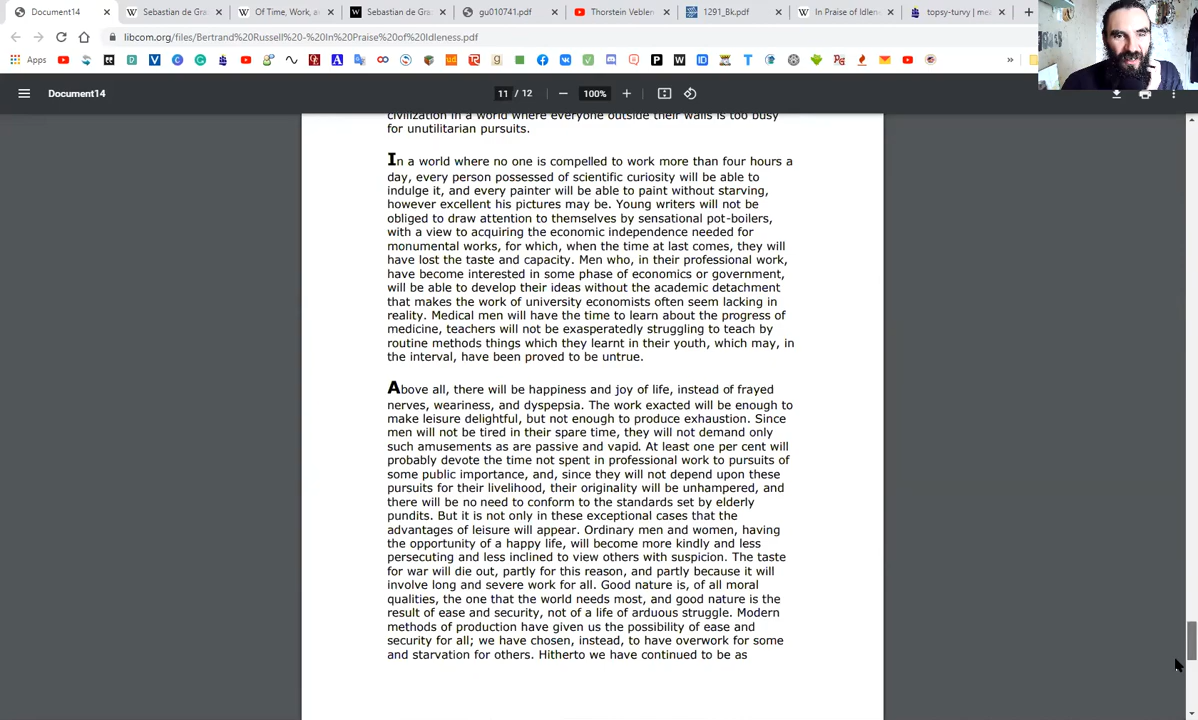 Document14
Sebastian de Gra
Of Time, Work, a
Sebastian de Gra
gu010741.pdf
Thorstein Veblen
1291_Bk.pdf
In Praise of Idlen
topsy-turvy | mea
libcom.org/files/Bertrand%20Russell%20-%20In%20Praise%20of%20Idleness.pdf
Apps
Document14
11 / 12
100%
civilization in a world where everyone outside their walls is too busy
for unutilitarian pursuits.
In a world where no one is compelled to work more than four hours a
day, every person possessed of scientific curiosity will be able to
indulge it, and every painter will be able to paint without starving,
however excellent his pictures may be. Young writers will not be
obliged to draw attention to themselves by sensational pot-boilers,
with a view to acquiring the economic independence needed for
monumental works, for which, when the time at last comes, they will
have lost the taste and capacity. Men who, in their professional work,
have become interested in some phase of economics or government,
will be able to develop their ideas without the academic detachment
that makes the work of university economists often seem lacking in
reality. Medical men will have the time to learn about the progress of
medicine, teachers will not be exasperatedly struggling to teach by
routine methods things which they learnt in their youth, which may, in
the interval, have been proved to be untrue.
Above all, there will be happiness and joy of life, instead of frayed
nerves, weariness, and dyspepsia. The work exacted will be enough to
make leisure delightful, but not enough to produce exhaustion. Since
men will not be tired in their spare time, they will not demand only
such amusements as are passive and vapid. At least one per cent will
probably devote the time not spent in professional work to pursuits of
some public importance, and, since they will not depend upon these
pursuits for their livelihood, their originality will be unhampered, and
there will be no need to conform to the standards set by elderly
pundits. But it is not only in these exceptional cases that the
advantages of leisure will appear. Ordinary men and women, having
the opportunity of a happy life, will become more kindly and less
persecuting and less inclined to view others with suspicion. The taste
for war will die out, partly for this reason, and partly because it will
involve long and severe work for all. Good nature is, of all moral
qualities, the one that the world needs most, and good nature is the
result of ease and security, not of a life of arduous struggle. Modern
methods of production have given us the possibility of ease and
security for all; we have chosen, instead, to have overwork for some
and starvation for others. Hitherto we have continued to be as